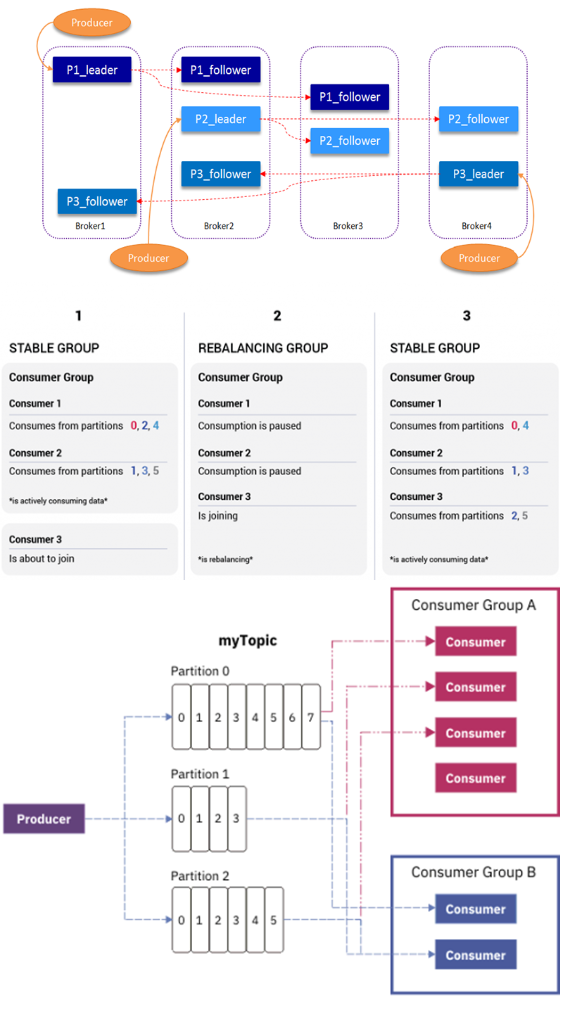 Producer
P1_leader
P1_follower
P1_follower
P2_leader
P2_follower
P2_follower
P3_follower
P3_leader
P3_follower
Broker1
Broker2
Broker3
Broker4
Producer
Producer
1
STABLE GROUP
Consumer Group
Consumer 1
Consumes from partitions 0, 2, 4
Consumer 2
Consumes from partitions 1, 3, 5
*is actively consuming data*
Consumer 3
Is about to join
2
REBALANCING GROUP
Consumer Group
Consumer 1
Consumption is paused
Consumer 2
Consumption is paused
Consumer 3
Is joining
*is rebalancing*
3
STABLE GROUP
Consumer Group
Consumer 1
Consumes from partitions 0, 4
Consumer 2
Consumes from partitions 1, 3
Consumer 3
Consumes from partitions 2, 5
*is actively consuming data*
myTopic
Partition 0
0 1 2 3 4 5 6 7
Partition 1
0 1 2 3
Producer
Partition 2
0 1 2 3 4 5
Consumer Group A
Consumer
Consumer
Consumer
Consumer
Consumer Group B
Consumer
Consumer